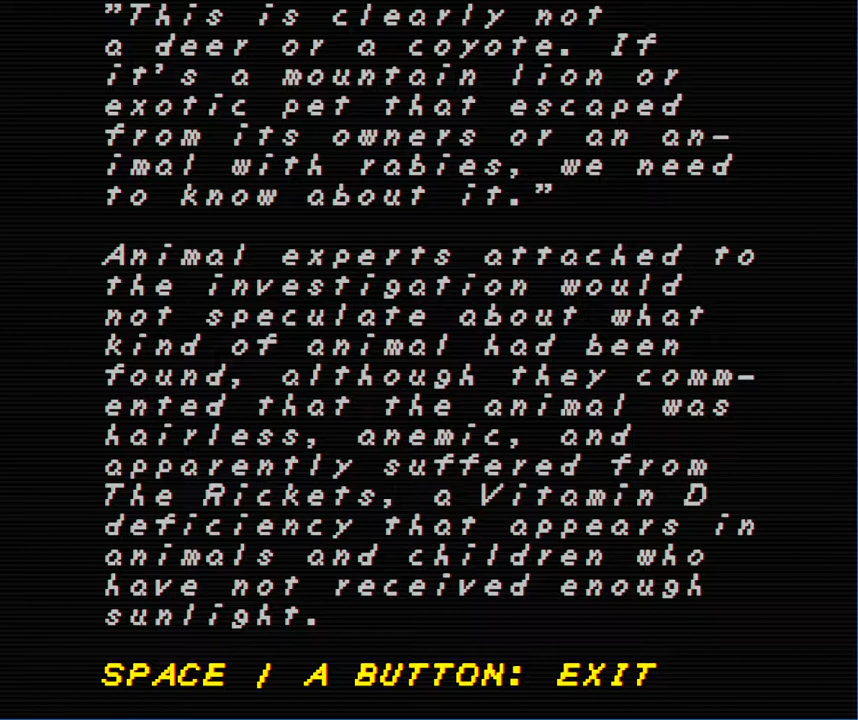 "This is clearly not
a deer or a coyote. If
it's a mountain lion or
exotic pet that escaped
from its owners or an an-
imal with rabies, we need
to know about it."
Animal experts attached to
the investigation would
not speculate about what
kind of animal had been
found, although they comm-
ented that the animal was
hairless, anemic, and
apparently suffered from
The Rickets, a Vitamin D
deficiency that appears in
animals and children who
have not received enough
sunlight.
SPACE / A BUTTON: EXIT